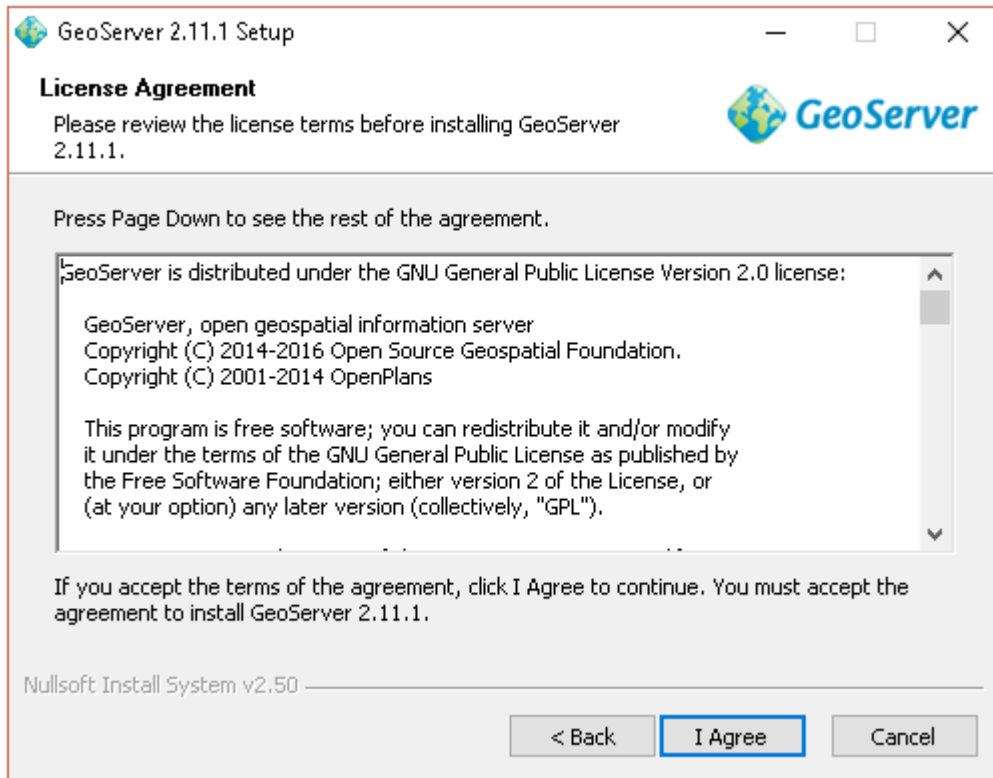 GeoServer 2.11.1 Setup
License Agreement
Please review the license terms before installing GeoServer
2.11.1.
GeoServer
Press Page Down to see the rest of the agreement.
GeoServer is distributed under the GNU General Public License Version 2.0 license:
GeoServer, open geospatial information server
Copyright (C) 2014-2016 Open Source Geospatial Foundation.
Copyright (C) 2001-2014 OpenPlans
This program is free software; you can redistribute it and/or modify
it under the terms of the GNU General Public License as published by
the Free Software Foundation; either version 2 of the License, or
(at your option) any later version (collectively, "GPL").
If you accept the terms of the agreement, click I Agree to continue. You must accept the
agreement to install GeoServer 2.11.1.
Nullsoft Install System v2.50
< Back
I Agree
Cancel